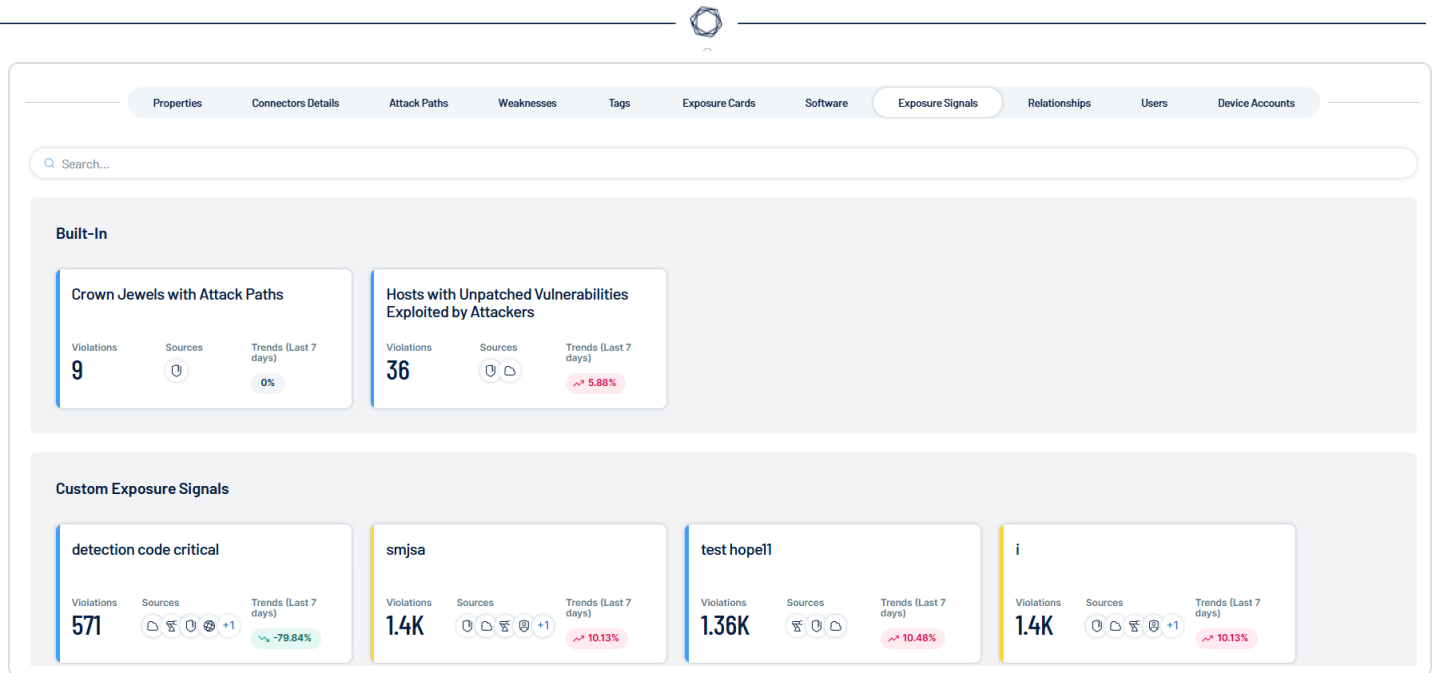 Properties Connectors Details Attack Paths Weaknesses Tags Exposure Cards Software Exposure Signals Relationships Users Device Accounts
Search...
Built-In
Crown Jewels with Attack Paths
Violations Sources Trends (Last 7
days)
9
0%
Hosts with Unpatched Vulnerabilities
Exploited by Attackers
Violations Sources Trends (Last 7
days)
36
5.88%
Custom Exposure Signals
detection code critical
Violations Sources Trends (Last 7
days)
571 +1
-79.84%
smjsa
Violations Sources Trends (Last 7
days)
1.4K +1
10.13%
test hope11
Violations Sources Trends (Last 7
days)
1.36K
10.48%
i
Violations Sources Trends (Last 7
days)
1.4K +1
10.13%